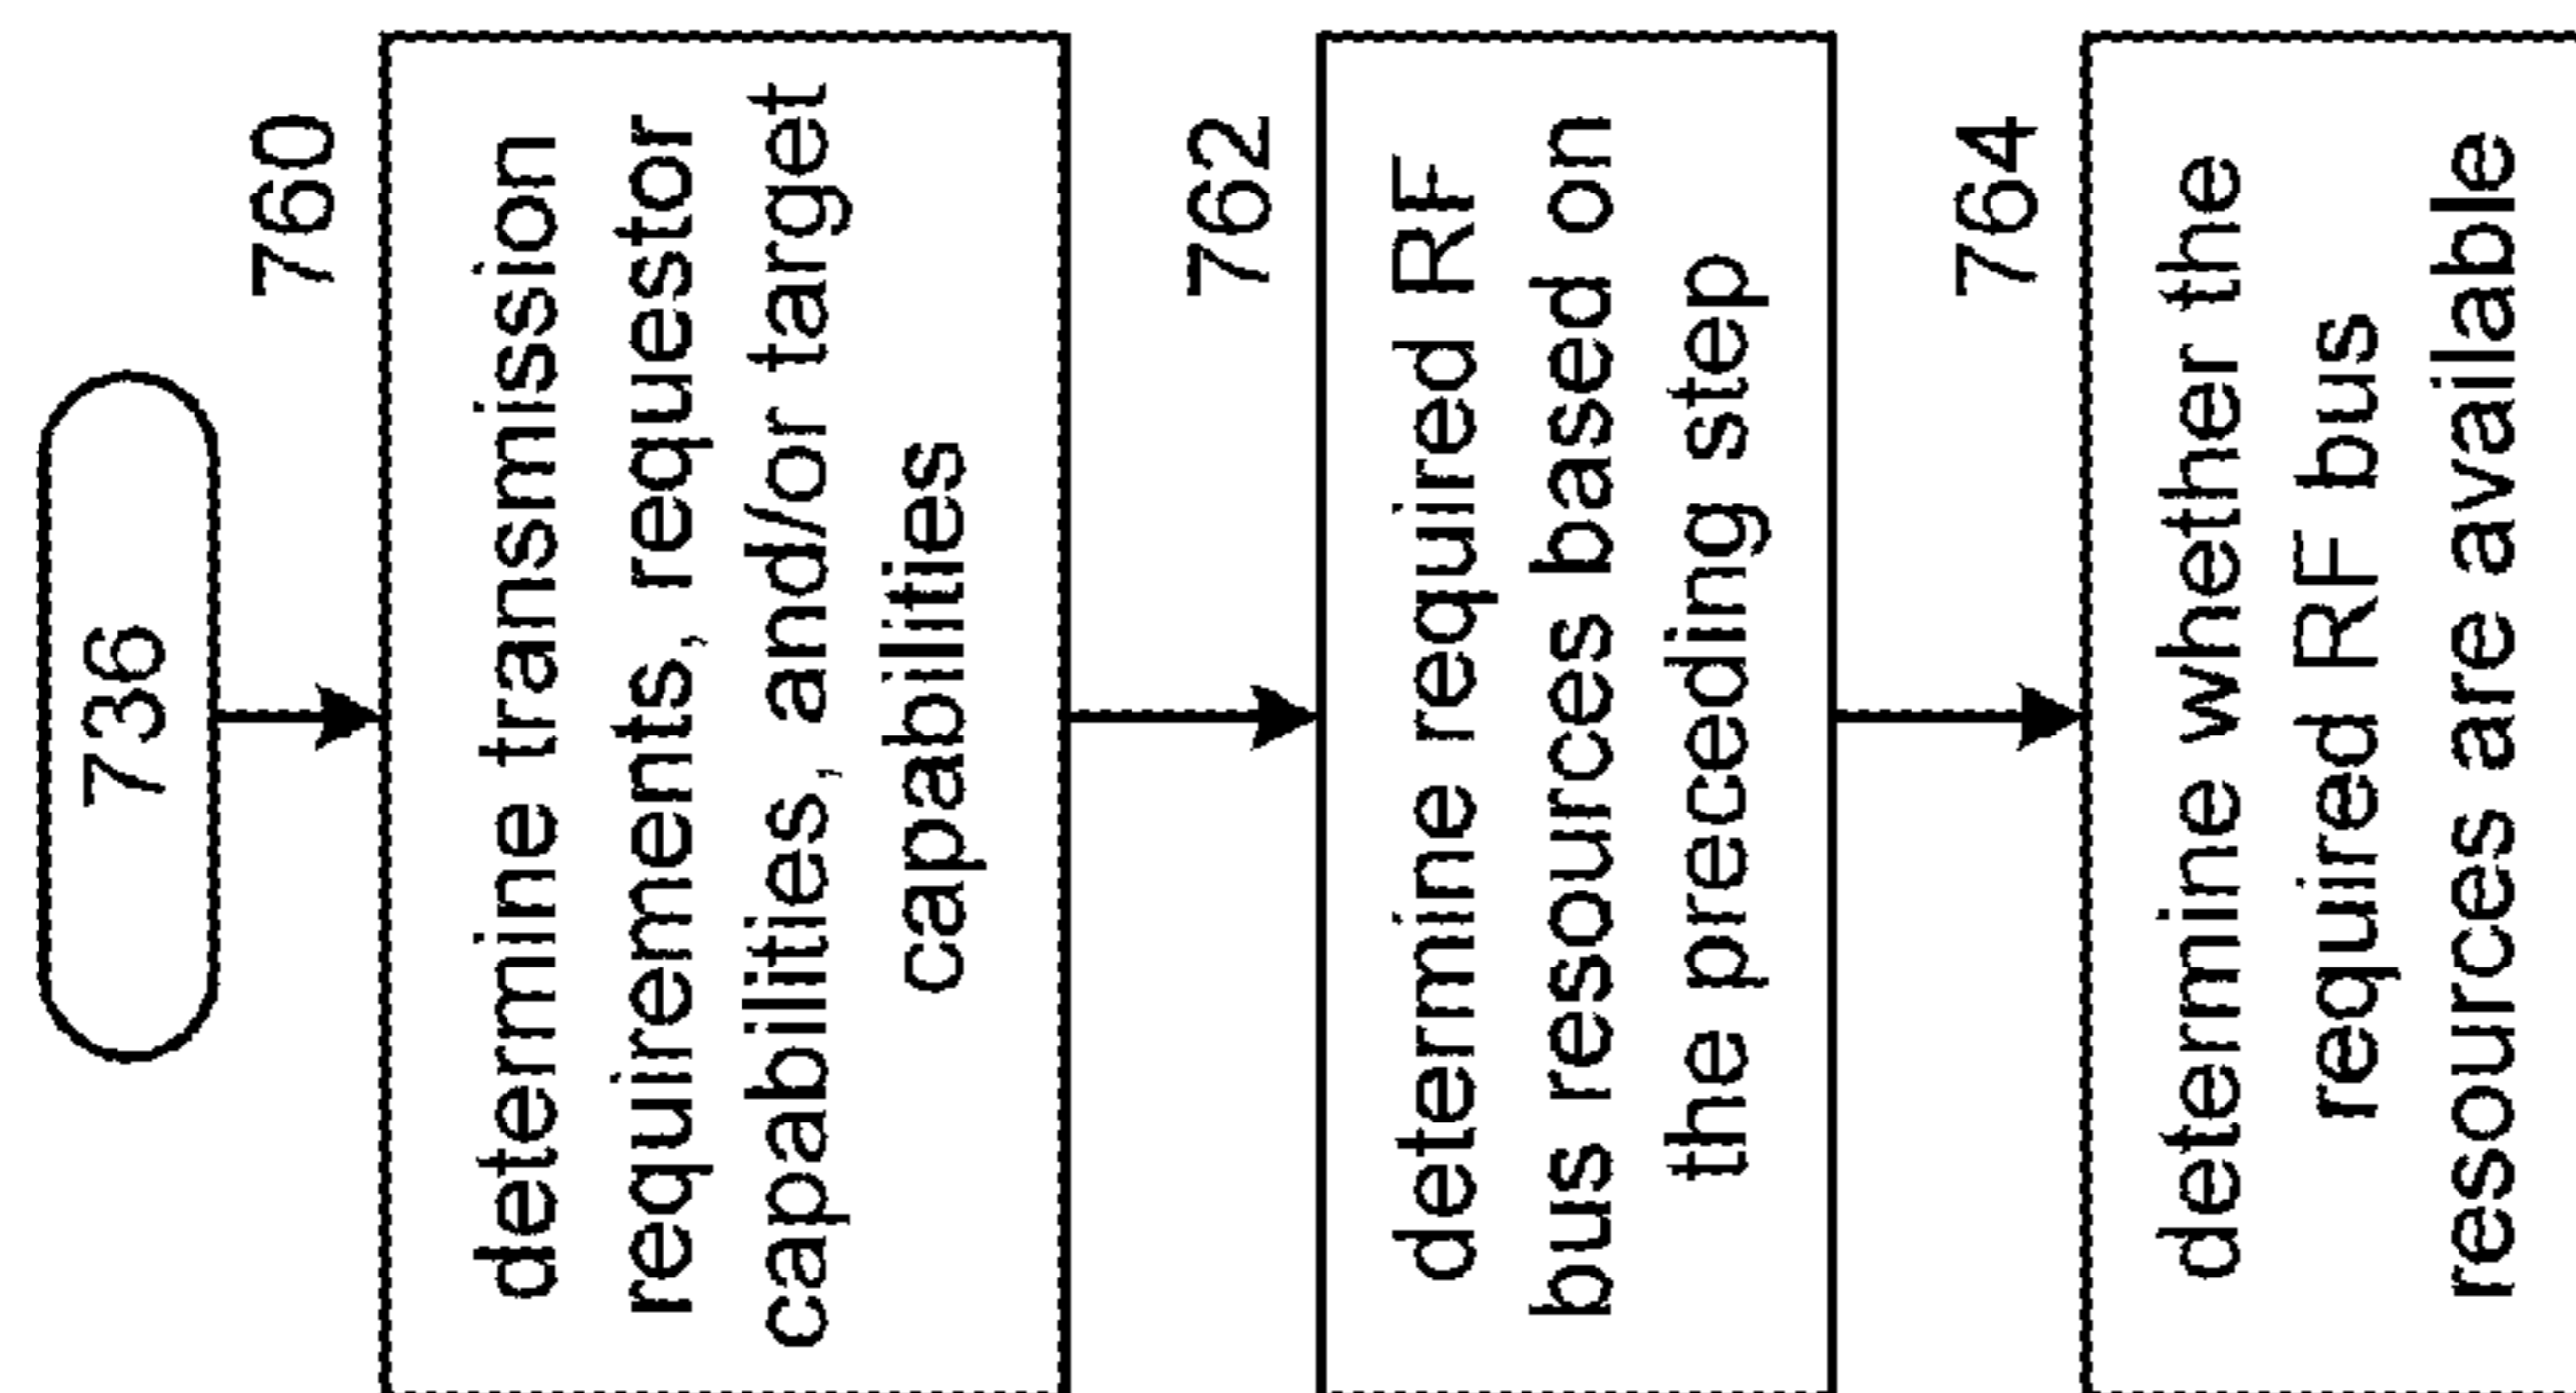 736
760
determine transmission
requirements, requestor
capabilities, and/or target
capabilities
762
determine required RF
bus resources based on
the preceding step
764
determine whether the
required RF bus
resources are available